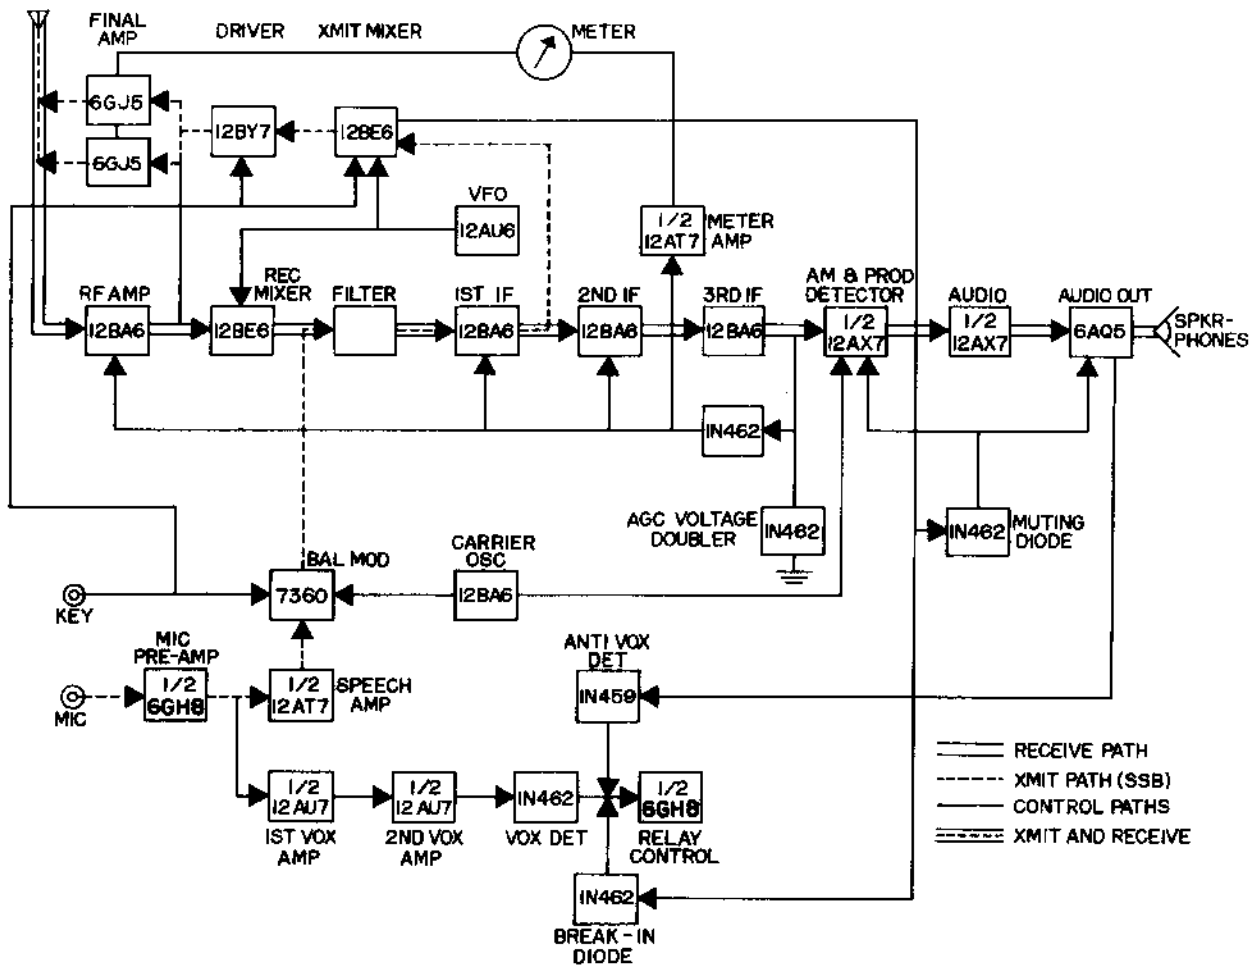 FINAL
AMP
DRIVER
XMIT MIXER
METER
6GJ5
6GJ5
12BY7
12BE6
VFO
12AU6
1/2
12AT7
METER
AMP
RF AMP
12BA6
REC
MIXER
12BE6
FILTER
1ST IF
12BA6
2ND IF
12BA6
3RD IF
12BA6
AM & PROD
DETECTOR
1/2
12AX7
AUDIO
1/2
12AX7
AUDIO OUT
6AQ5
SPKR-
PHONES
IN462
AGC VOLTAGE
DOUBLER
IN462
IN462
MUTING
DIODE
KEY
BAL MOD
7360
CARRIER
OSC
12BA6
MIC
MIC
PRE-AMP
1/2
6GH8
1/2
12AT7
SPEECH
AMP
ANTI VOX
DET
IN459
1/2
12AU7
1ST VOX
AMP
1/2
12AU7
2ND VOX
AMP
IN462
VOX DET
1/2
6GH8
RELAY
CONTROL
IN462
BREAK-IN
DIODE
RECEIVE PATH
XMIT PATH (SSB)
CONTROL PATHS
XMIT AND RECEIVE